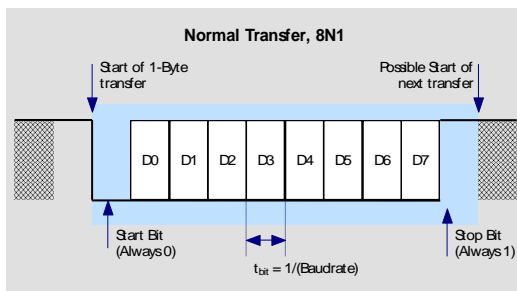 Normal Transfer, 8N1
Start of 1-Byte
transfer
Possible Start of
next transfer
D0 D1 D2 D3 D4 D5 D6 D7
Start Bit
(Always 0)
Stop Bit
(Always 1)
tbit = 1/(Baudrate)